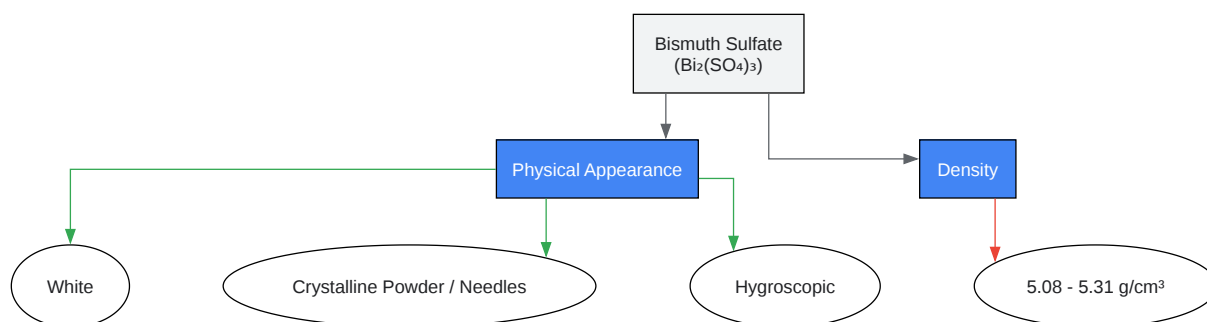 Bismuth Sulfate
(Bi₂(SO₄)₃)
Physical Appearance
Density
White
Crystalline Powder / Needles
Hygroscopic
5.08 - 5.31 g/cm³